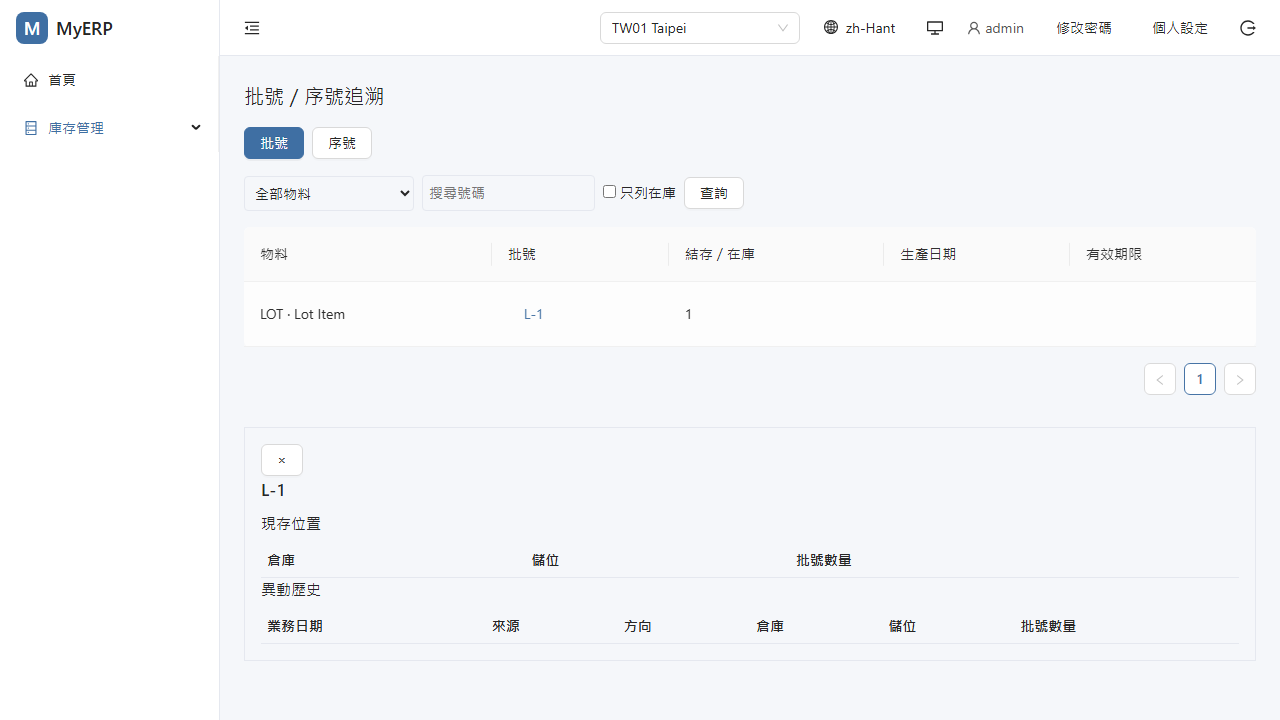 M MyERP
TW01 Taipei
zh-Hant
admin
修改密碼
個人設定
首頁
庫存管理
批號 / 序號追溯
批號
序號
全部物料
搜尋號碼
只列在庫
查詢
物料 批號 結存 / 在庫 生產日期 有效期限
LOT · Lot Item L-1 1
1
×
L-1
現存位置
倉庫 儲位 批號數量
異動歷史
業務日期 來源 方向 倉庫 儲位 批號數量